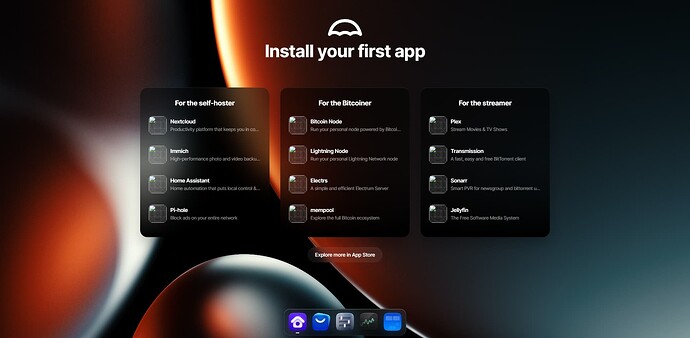 Install your first app
For the self-hoster
Nextcloud
Productivity platform that keeps you in co...
Immich
High-performance photo and video backu...
Home Assistant
Home automation that puts local control &...
Pi-hole
Block ads on your entire network
For the Bitcoiner
Bitcoin Node
Run your personal node powered by Bitcoi...
Lightning Node
Run your personal Lightning Network node
Electrs
A simple and efficient Electrum Server
mempool
Explore the full Bitcoin ecosystem
For the streamer
Plex
Stream Movies & TV Shows
Transmission
A fast, easy and free BitTorrent client
Sonarr
Smart PVR for newsgroup and bittorrent u...
Jellyfin
The Free Software Media System
Explore more in App Store